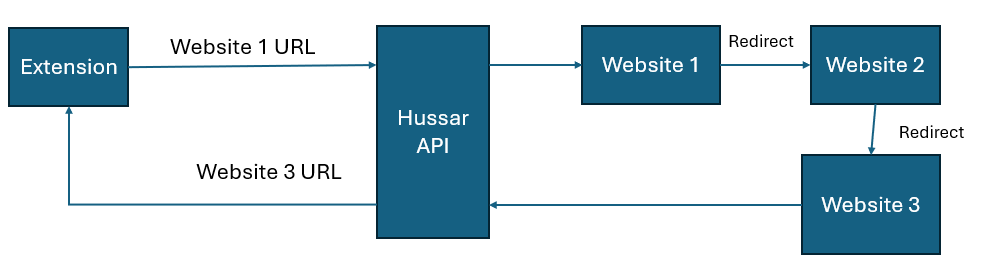 Website 1 URL
Redirect
Extension
Website 1
Website 2
Hussar
API
Redirect
Website 3 URL
Website 3